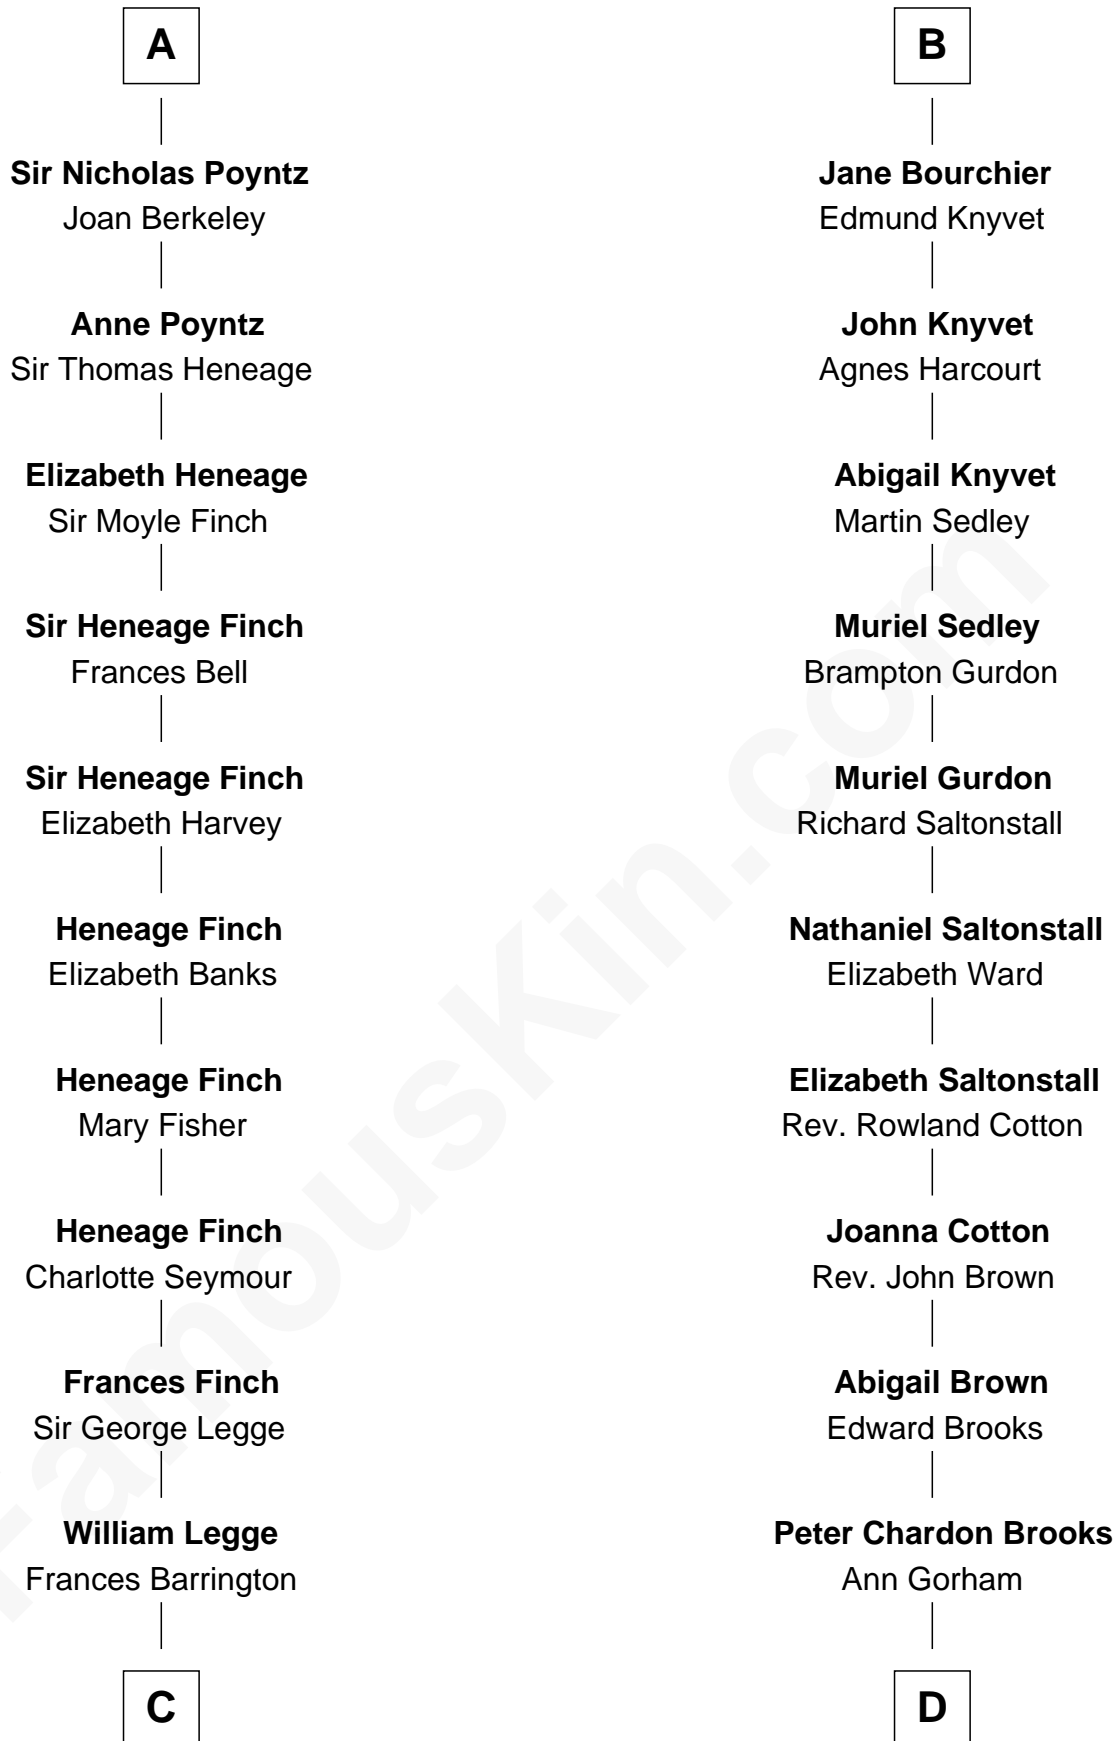 A
Sir Nicholas Poyntz
Joan Berkeley
Anne Poyntz
Sir Thomas Heneage
Elizabeth Heneage
Sir Moyle Finch
Sir Heneage Finch
Frances Bell
Sir Heneage Finch
Elizabeth Harvey
Heneage Finch
Elizabeth Banks
Heneage Finch
Mary Fisher
Heneage Finch
Charlotte Seymour
Frances Finch
Sir George Legge
William Legge
Frances Barrington
C
B
Jane Bourchier
Edmund Knyvet
John Knyvet
Agnes Harcourt
Abigail Knyvet
Martin Sedley
Muriel Sedley
Brampton Gurdon
Muriel Gurdon
Richard Saltonstall
Nathaniel Saltonstall
Elizabeth Ward
Elizabeth Saltonstall
Rev. Rowland Cotton
Joanna Cotton
Rev. John Brown
Abigail Brown
Edward Brooks
Peter Chardon Brooks
Ann Gorham
D
FamousKin.com